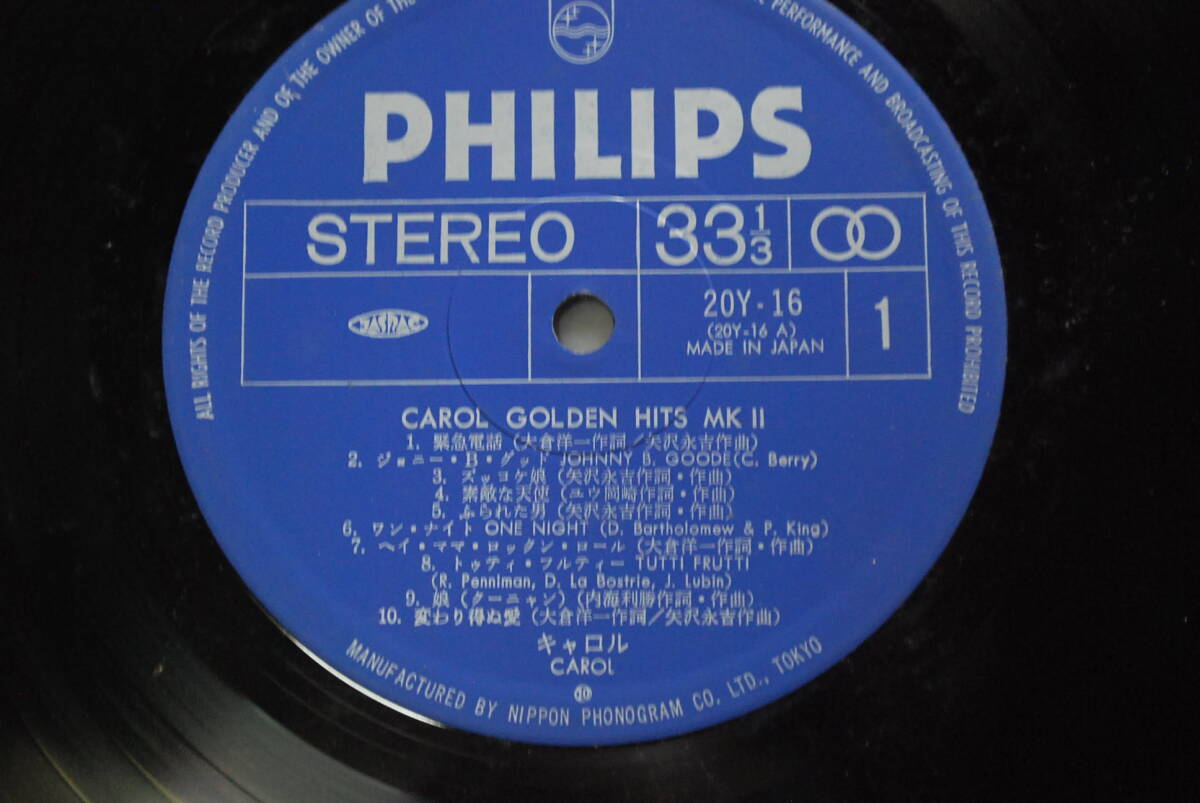 ALL RIGHTS OF THE RECORD PRODUCER AND OF THE OWNER OF THE
PERFORMANCE AND BROADCASTING OF THIS RECORD PROHIBITED
PHILIPS
STEREO
33 1/3
JASRAC
20Y-16
(20Y-16 A)
MADE IN JAPAN
1
CAROL GOLDEN HITS MK II
1. 緊急電話 (大倉洋一作詞/矢沢永吉作曲)
2. ジョニー・B・グッド JOHNNY B. GOODE (C. Berry)
3. ズッコケ娘 (矢沢永吉作詞・作曲)
4. 素敵な天使 (ユウ岡崎作詞・作曲)
5. ふられた男 (矢沢永吉作詞・作曲)
6. ワン・ナイト ONE NIGHT (D. Bartholomew & P. King)
7. ヘイ・ママ・ロックン・ロール (大倉洋一作詞・作曲)
8. トゥティ・フルティー TUTTI FRUTTI
(R. Penniman, D. La Bostrie, J. Lubin)
9. 娘 (クーニャン) (内海利勝作詞・作曲)
10. 変わり得ぬ愛 (大倉洋一作詞/矢沢永吉作曲)
キャロル
CAROL
10
MANUFACTURED BY NIPPON PHONOGRAM CO. LTD., TOKYO